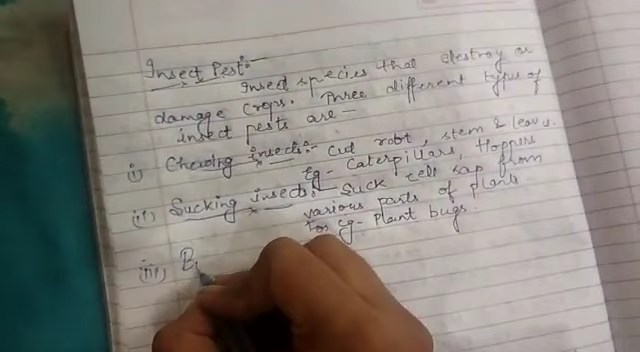 Insect Pest:-
Insect species that destroy or
damage crops. Three different types of
insect pests are -
i) Chewing insects:- Cut root, stem & leaves.
Eg- Caterpillars, Hoppers
(ii) Sucking insects:- Suck cell sap from
various parts of plants
for eg- plant bugs.
(iii) B